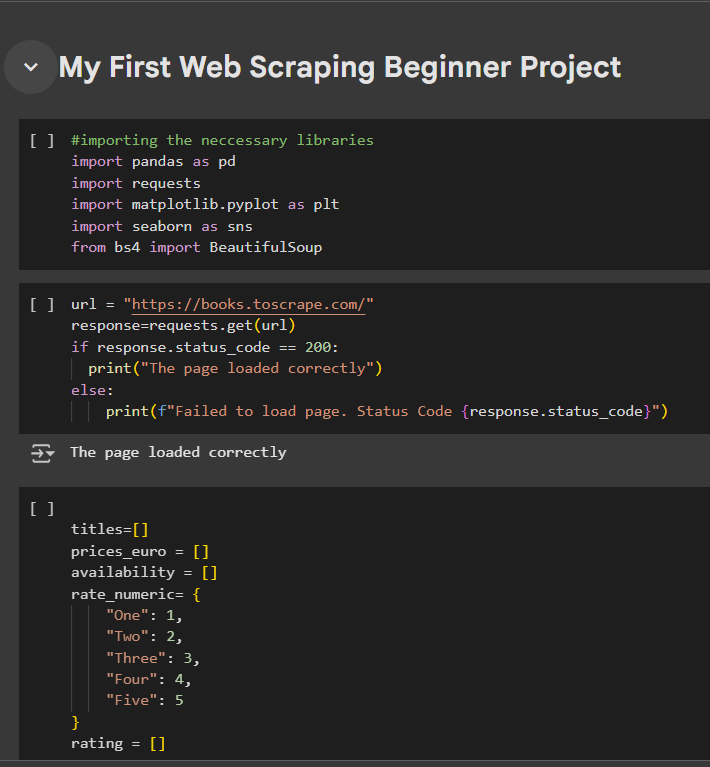 My First Web Scraping Beginner Project
[ ] #importing the neccessary libraries
import pandas as pd
import requests
import matplotlib.pyplot as plt
import seaborn as sns
from bs4 import BeautifulSoup
[ ] url = "https://books.toscrape.com/"
response=requests.get(url)
if response.status_code == 200:
  print("The page loaded correctly")
else:
    print(f"Failed to load page. Status Code {response.status_code}")
The page loaded correctly
[ ]
titles=[]
prices_euro = []
availability = []
rate_numeric= {
    "One": 1,
    "Two": 2,
    "Three": 3,
    "Four": 4,
    "Five": 5
}
rating = []